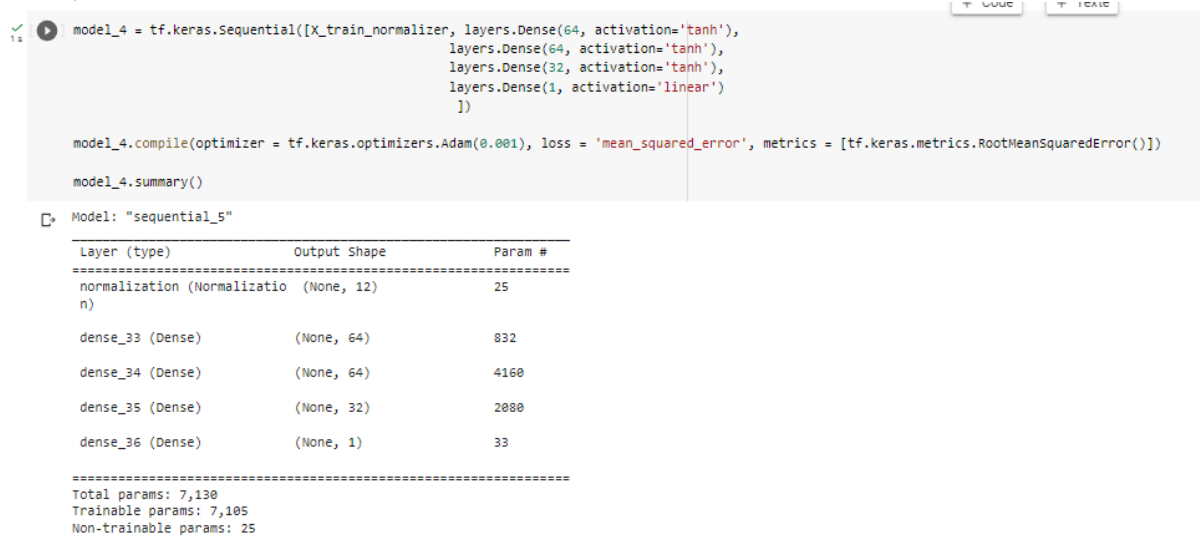 + Code + Texte
1 s
model_4 = tf.keras.Sequential([X_train_normalizer, layers.Dense(64, activation='tanh'),
layers.Dense(64, activation='tanh'),
layers.Dense(32, activation='tanh'),
layers.Dense(1, activation='linear')
])
model_4.compile(optimizer = tf.keras.optimizers.Adam(0.001), loss = 'mean_squared_error', metrics = [tf.keras.metrics.RootMeanSquaredError()])
model_4.summary()
Model: "sequential_5"
_________________________________________________________________
Layer (type) Output Shape Param #
=================================================================
normalization (Normalizatio (None, 12) 25
n)
dense_33 (Dense) (None, 64) 832
dense_34 (Dense) (None, 64) 4160
dense_35 (Dense) (None, 32) 2080
dense_36 (Dense) (None, 1) 33
=================================================================
Total params: 7,130
Trainable params: 7,105
Non-trainable params: 25